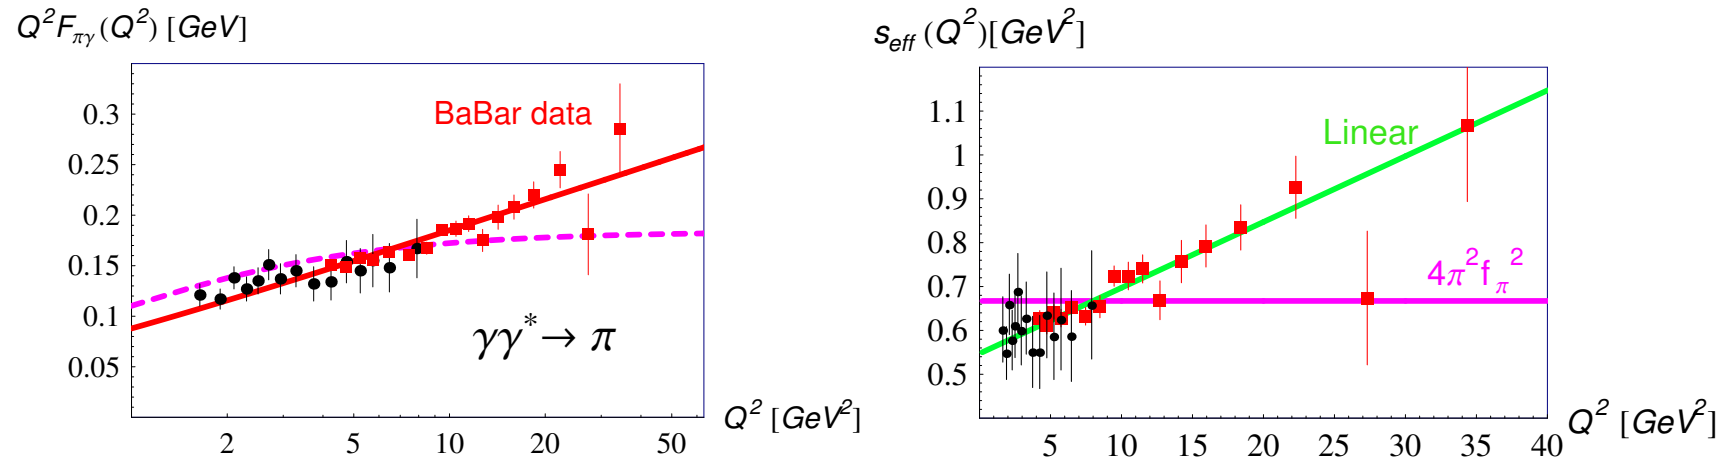 Q²F_πγ(Q²) [GeV]
0.3
0.25
0.2
0.15
0.1
0.05
BaBar data
γγ* → π
2 5 10 20 50
Q² [GeV²]
s_eff (Q²)[GeV²]
1.1
1
0.9
0.8
0.7
0.6
0.5
Linear
4π²f_π²
5 10 15 20 25 30 35 40
Q² [GeV²]